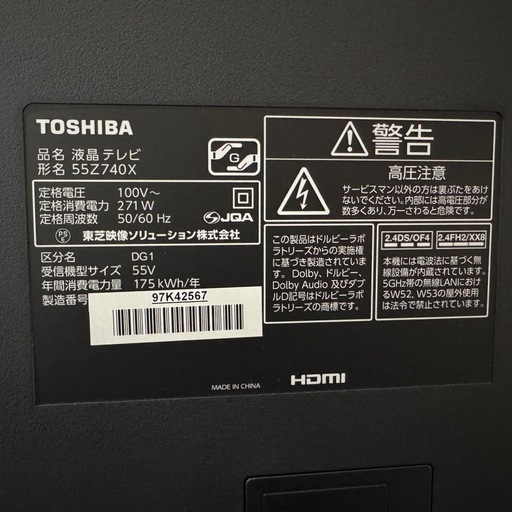 TOSHIBA
品名 液晶テレビ
形名 55Z740X
G
定格電圧 100V～
定格消費電力 271W
定格周波数 50/60 Hz
JQA
PS
E
東芝映像ソリューション株式会社
区分名 DG1
受信機型サイズ 55V
年間消費電力量 175kWh/年
製造番号
97K42567
警告
高圧注意
サービスマン以外の方は裏ぶたをあけ
ないでください。内部には高電圧部分が
数多くあり、万一さわると危険です。
この製品はドルビーラボ
ラトリーズからの実施権
に基づき製造されていま
す。Dolby、ドルビー、
Dolby Audio 及びダブ
ルD記号はドルビーラボ
ラトリーズの商標です。
2.4DS/OF4 2.4FH2/XX8
本機には電波法に基づく無
線設備が内蔵されています。
5GHz帯の無線LANにおけ
るW52、W53の屋外使用
は法令で禁止されています。
MADE IN CHINA
HDMI